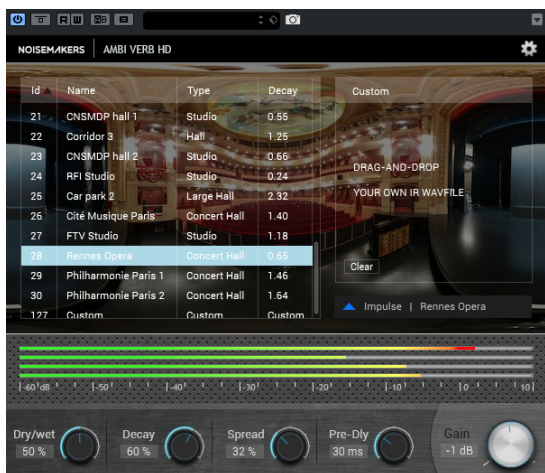 NOISEMAKERS | AMBI VERB HD
Id Name Type Decay
21 CNSMDP hall 1 Studio 0.55
22 Corridor 3 Hall 1.25
23 CNSMDP hall 2 Studio 0.66
24 RFI Studio Studio 0.24
25 Car park 2 Large Hall 2.32
26 Cité Musique Paris Concert Hall 1.40
27 FTV Studio Studio 1.18
28 Rennes Opera Concert Hall 0.65
29 Philharmonie Paris 1 Concert Hall 1.46
30 Philharmonie Paris 2 Concert Hall 1.64
127 Custom Custom Custom
Custom
DRAG-AND-DROP
YOUR OWN IR WAVFILE
Clear
Impulse | Rennes Opera
-60 dB -50 -40 -30 -20 -10 0 10
Dry/wet Decay Spread Pre-Dly Gain
50 % 60 % 32 % 30 ms -1 dB